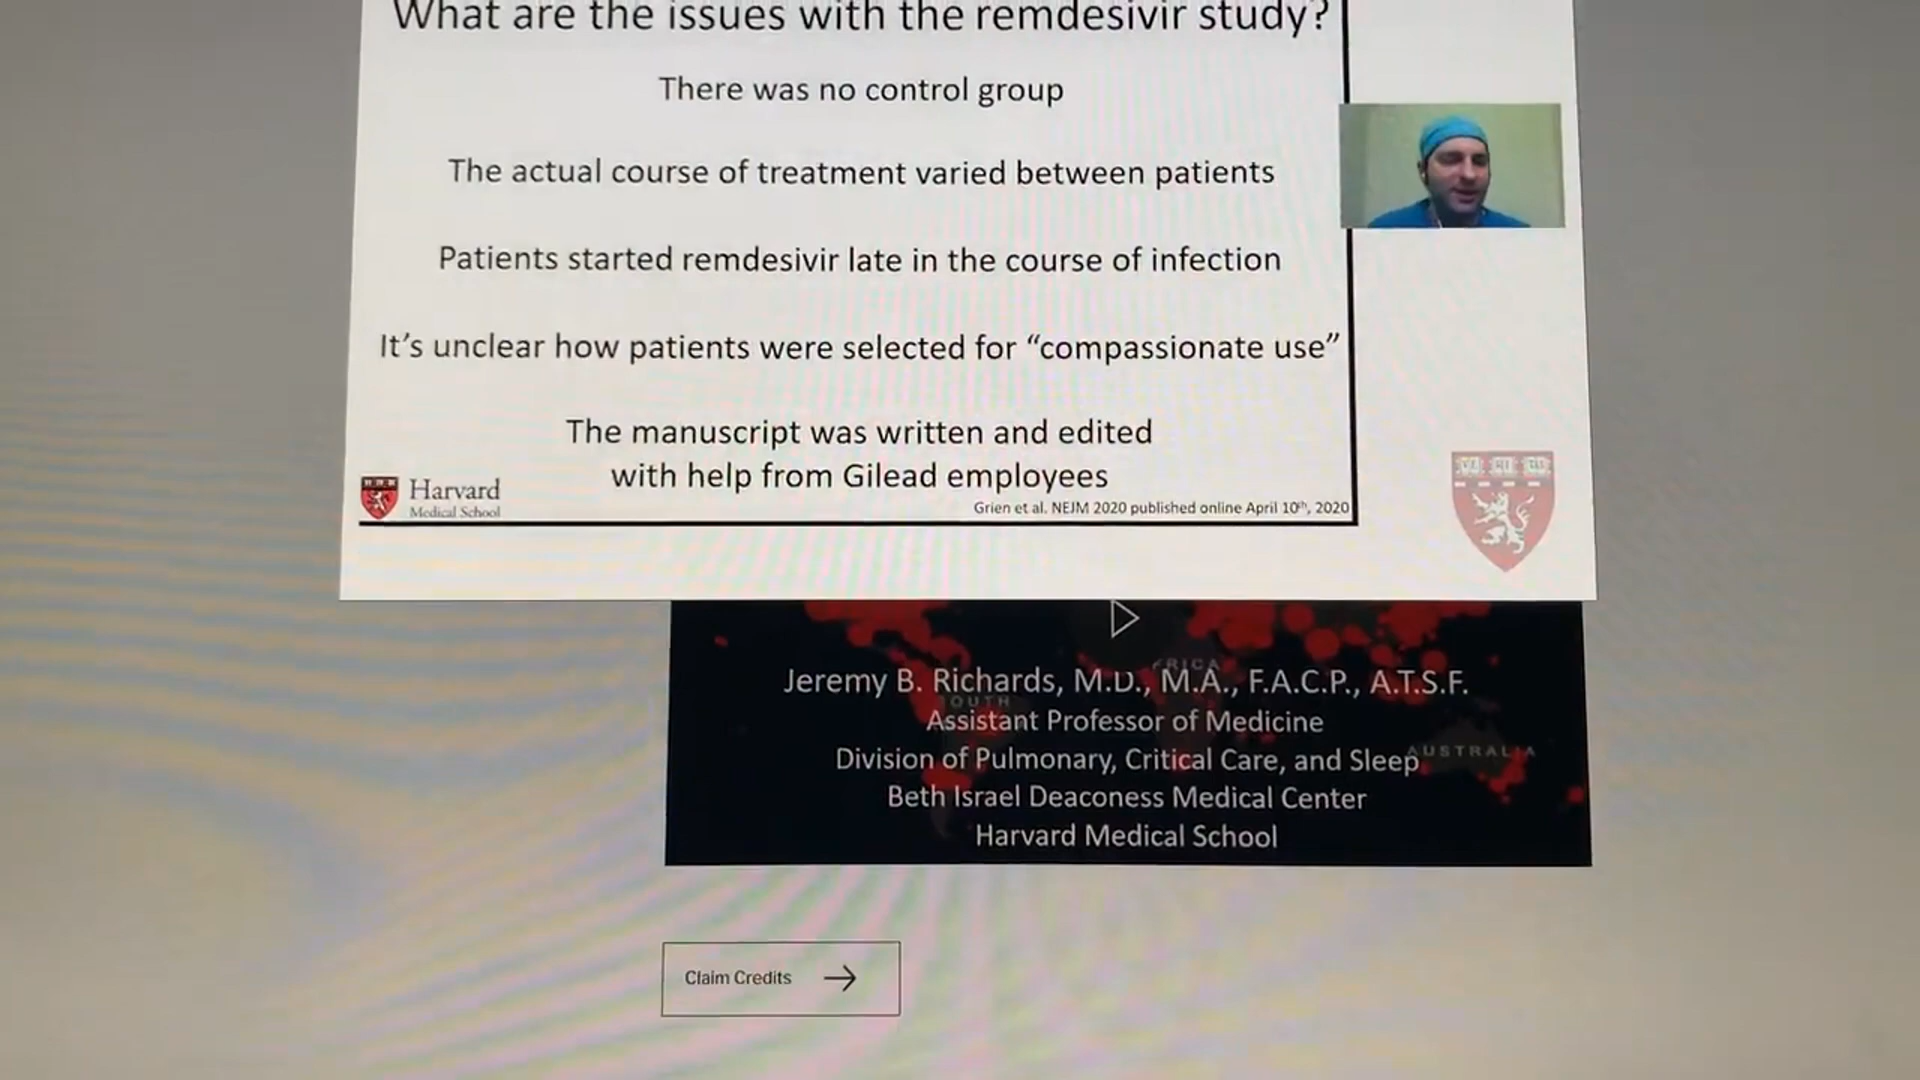 What are the issues with the remdesivir study?
There was no control group
The actual course of treatment varied between patients
Patients started remdesivir late in the course of infection
It's unclear how patients were selected for “compassionate use”
The manuscript was written and edited
with help from Gilead employees
Harvard
Medical School
Grien et al. NEJM 2020 published online April 10th, 2020
VE RI TAS
Jeremy B. Richards, M.D., M.A., F.A.C.P., A.T.S.F.
Assistant Professor of Medicine
Division of Pulmonary, Critical Care, and Sleep
AUSTRALIA
Beth Israel Deaconess Medical Center
Harvard Medical School
Claim Credits